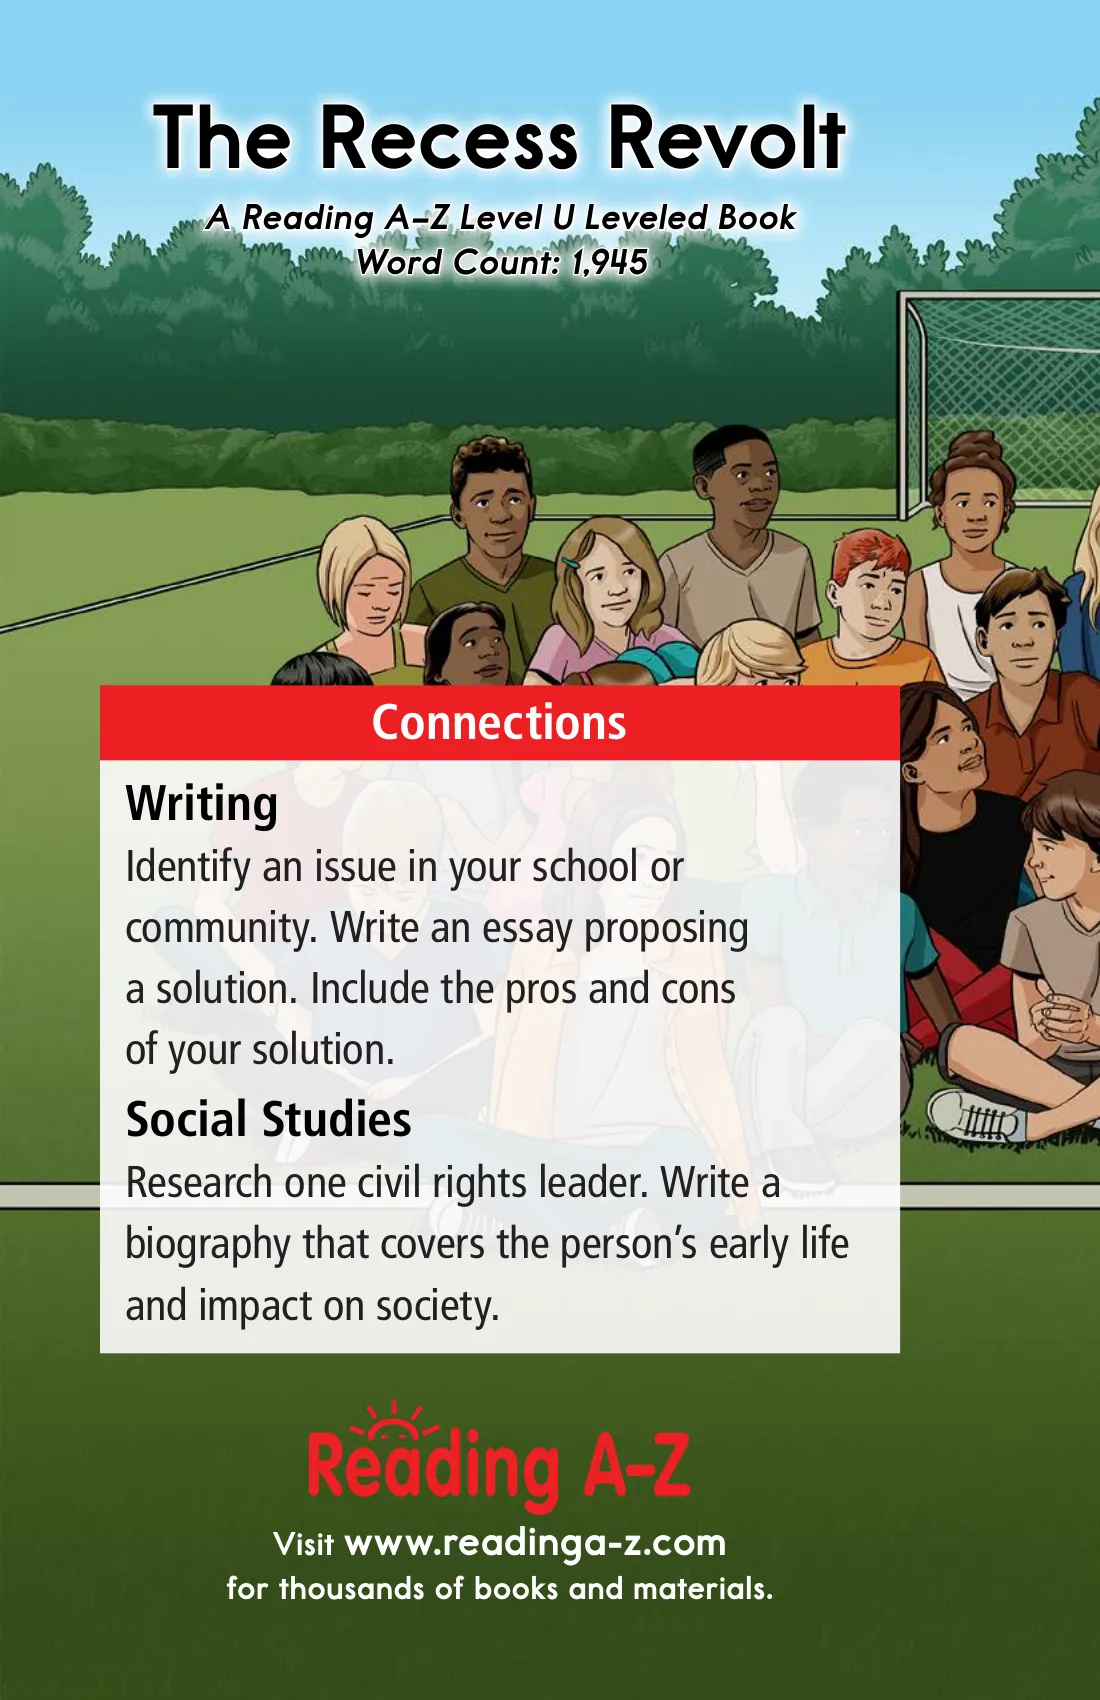 The Recess Revolt
A Reading A–Z Level U Leveled Book
Word Count: 1,945
Connections
Writing
Identify an issue in your school or
community. Write an essay proposing
a solution. Include the pros and cons
of your solution.
Social Studies
Research one civil rights leader. Write a
biography that covers the person’s early life
and impact on society.
Reading A–Z
Visit www.readinga-z.com
for thousands of books and materials.